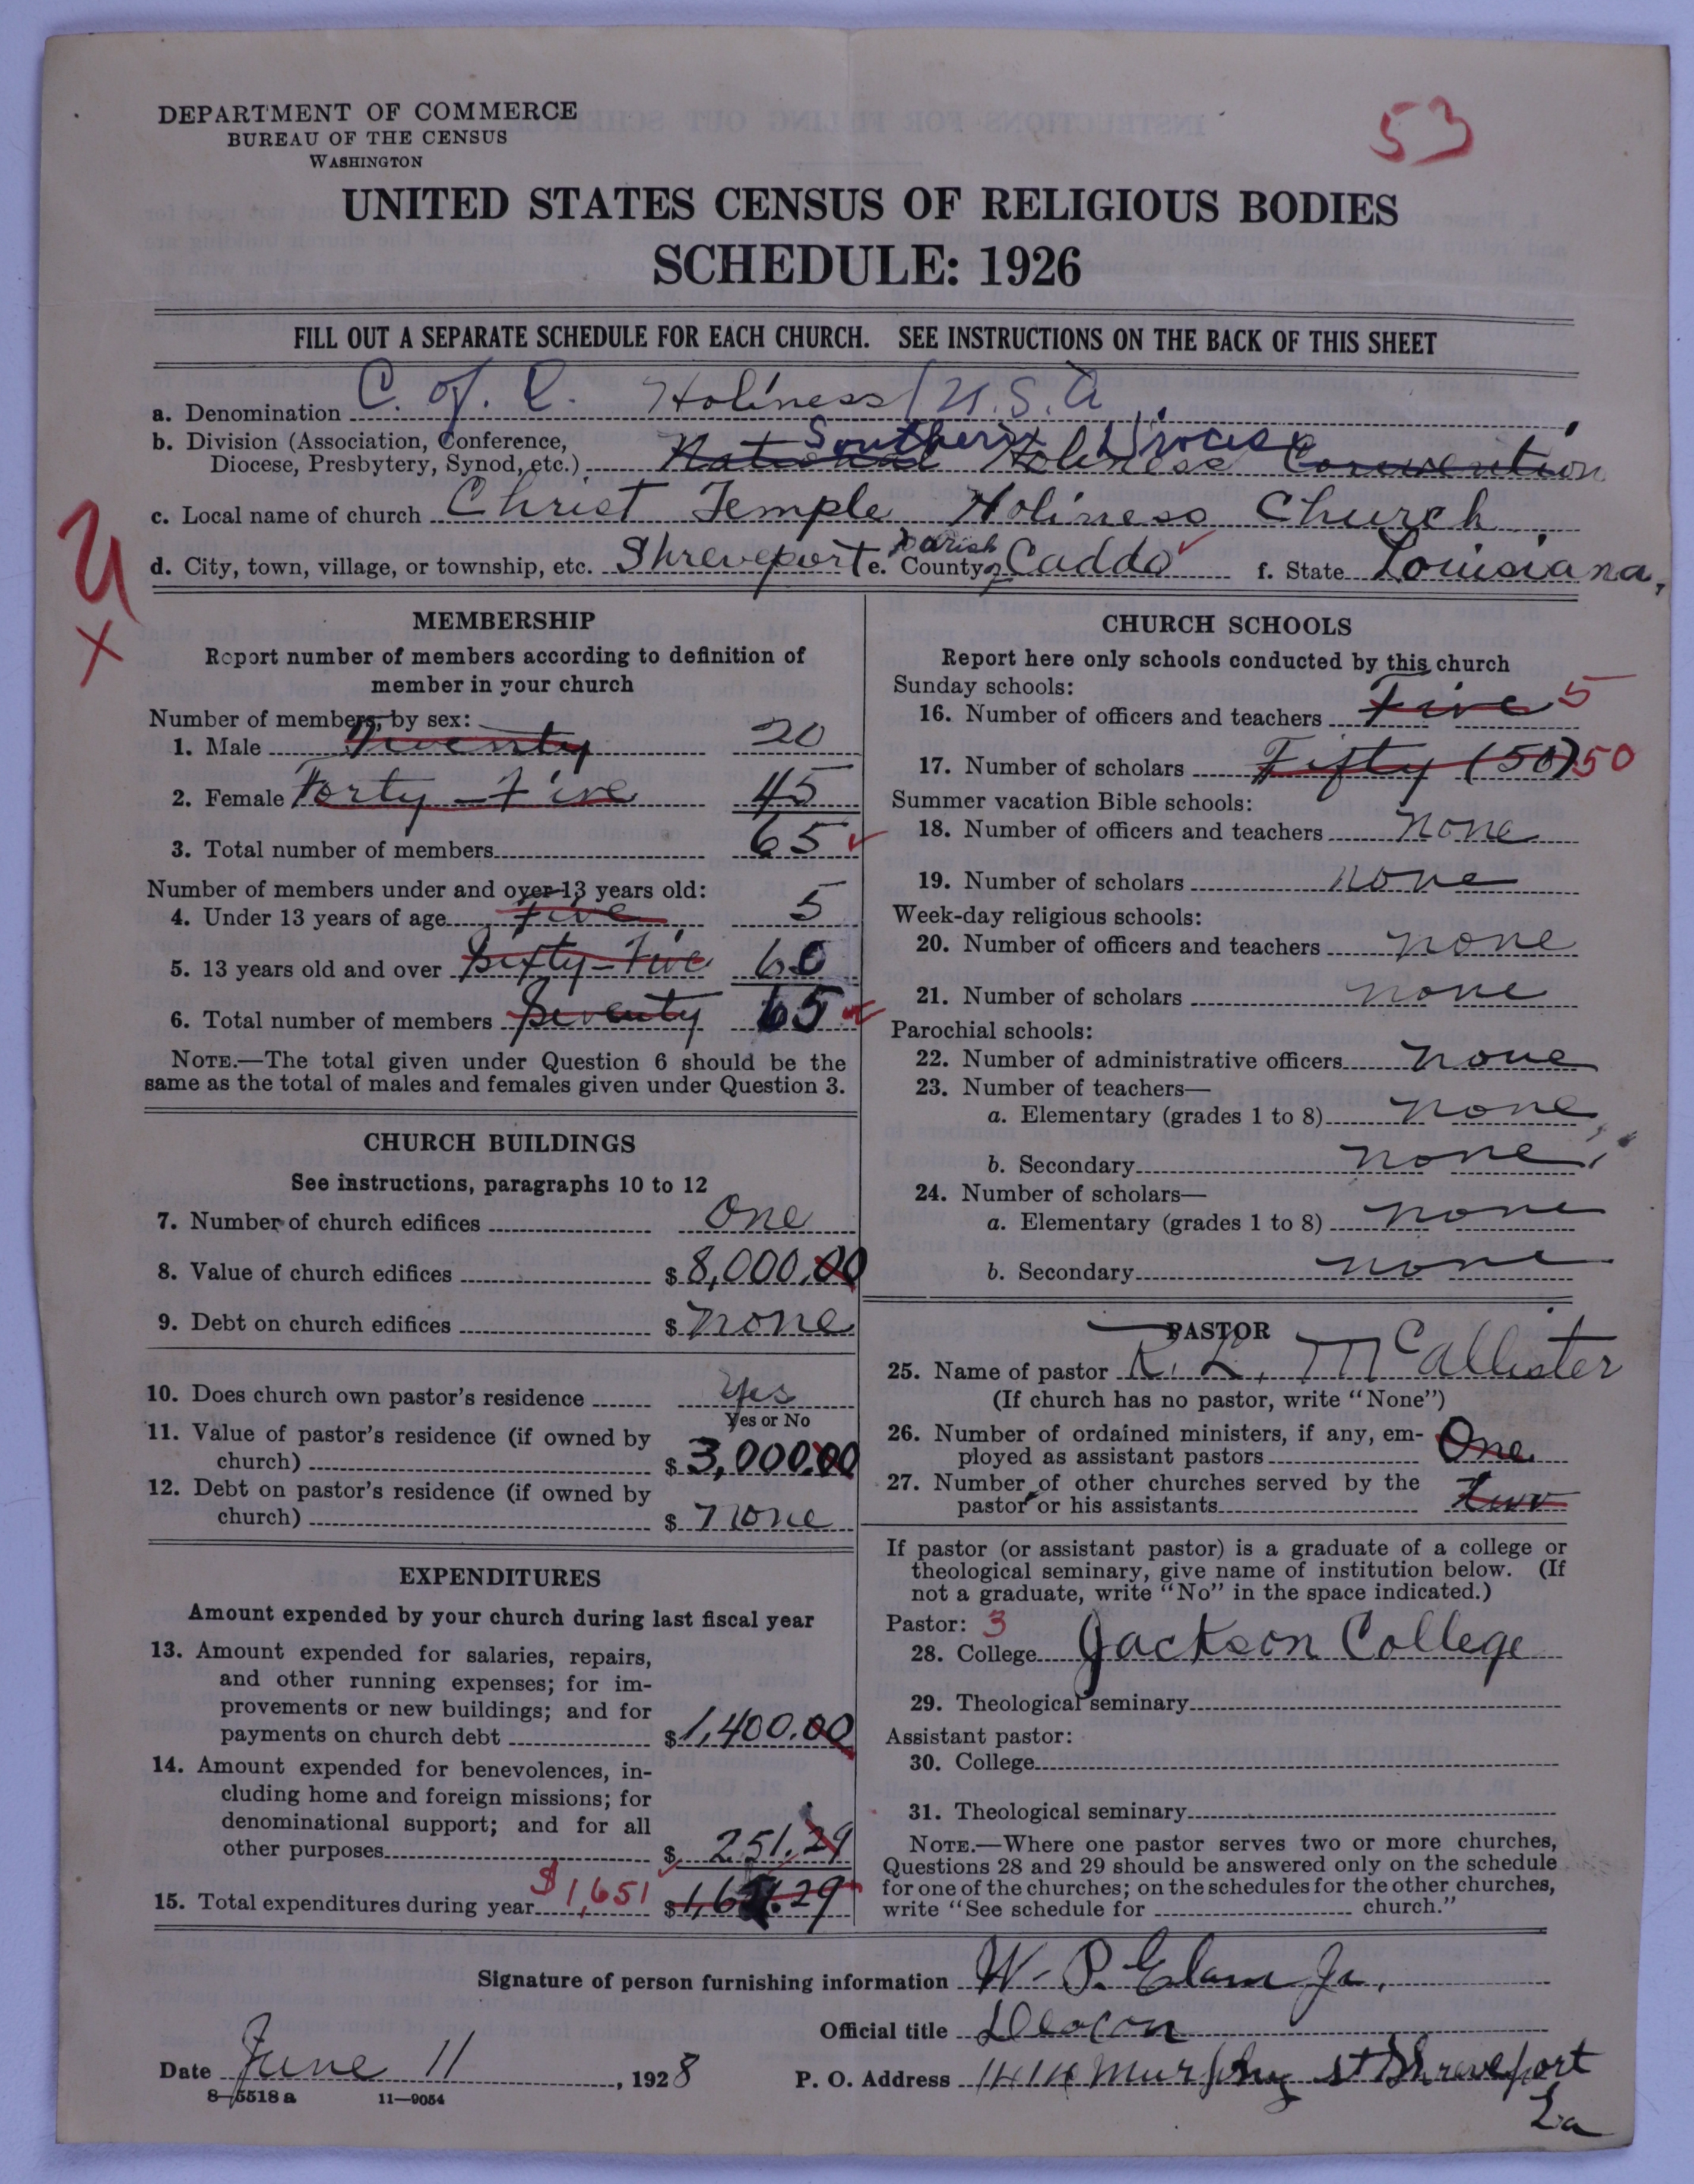 DEPARTMENT OF COMMERCE
BUREAU OF THE CENSUS
WASHINGTON
53
UNITED STATES CENSUS OF RELIGIOUS BODIES
SCHEDULE: 1926
FILL OUT A SEPARATE SCHEDULE FOR EACH CHURCH. SEE INSTRUCTIONS ON THE BACK OF THIS SHEET
a. Denomination C. of C. Holiness / U.S.A.
Southern Diocese
b. Division (Association, Conference,
Diocese, Presbytery, Synod, etc.) National Holiness Convention
c. Local name of church Christ Temple Holiness Church
d. City, town, village, or township, etc. Shreveport e. County Parish Caddo f. State Louisiana,
MEMBERSHIP
Report number of members according to definition of
member in your church
Number of members, by sex:
1. Male Twenty 20
2. Female Forty-Five 45
3. Total number of members 65
Number of members under and over 13 years old:
4. Under 13 years of age Five 5
5. 13 years old and over Sixty-Five 60
6. Total number of members Seventy 65
NOTE.—The total given under Question 6 should be the
same as the total of males and females given under Question 3.
CHURCH BUILDINGS
See instructions, paragraphs 10 to 12
7. Number of church edifices One
8. Value of church edifices $ 8,000.00
9. Debt on church edifices $ none
10. Does church own pastor's residence Yes
Yes or No
11. Value of pastor's residence (if owned by
church) $ 3,000.00
12. Debt on pastor's residence (if owned by
church) $ none
EXPENDITURES
Amount expended by your church during last fiscal year
13. Amount expended for salaries, repairs,
and other running expenses; for im-
provements or new buildings; and for
payments on church debt $ 1,400.00
14. Amount expended for benevolences, in-
cluding home and foreign missions; for
denominational support; and for all
other purposes $ 251.29
15. Total expenditures during year $1,651 $ 1,651.29
CHURCH SCHOOLS
Report here only schools conducted by this church
Sunday schools:
16. Number of officers and teachers Five 5
17. Number of scholars Fifty (50) 50
Summer vacation Bible schools:
18. Number of officers and teachers none
19. Number of scholars none
Week-day religious schools:
20. Number of officers and teachers none
21. Number of scholars none
Parochial schools:
22. Number of administrative officers none
23. Number of teachers—
a. Elementary (grades 1 to 8) none
b. Secondary none
24. Number of scholars—
a. Elementary (grades 1 to 8) none
b. Secondary none
PASTOR
25. Name of pastor R. L. McCallister
(If church has no pastor, write "None")
26. Number of ordained ministers, if any, em-
ployed as assistant pastors One
27. Number of other churches served by the
pastor or his assistants Two
If pastor (or assistant pastor) is a graduate of a college or
theological seminary, give name of institution below. (If
not a graduate, write "No" in the space indicated.)
Pastor: 3
28. College Jackson College
29. Theological seminary
Assistant pastor:
30. College
31. Theological seminary
NOTE.—Where one pastor serves two or more churches,
Questions 28 and 29 should be answered only on the schedule
for one of the churches; on the schedules for the other churches,
write "See schedule for church."
Signature of person furnishing information W. P. Elam Jr.
Official title Deacon
Date June 11, 1928 P. O. Address 1414 Murphy St Shreveport
La
8—5518 a 11—9054